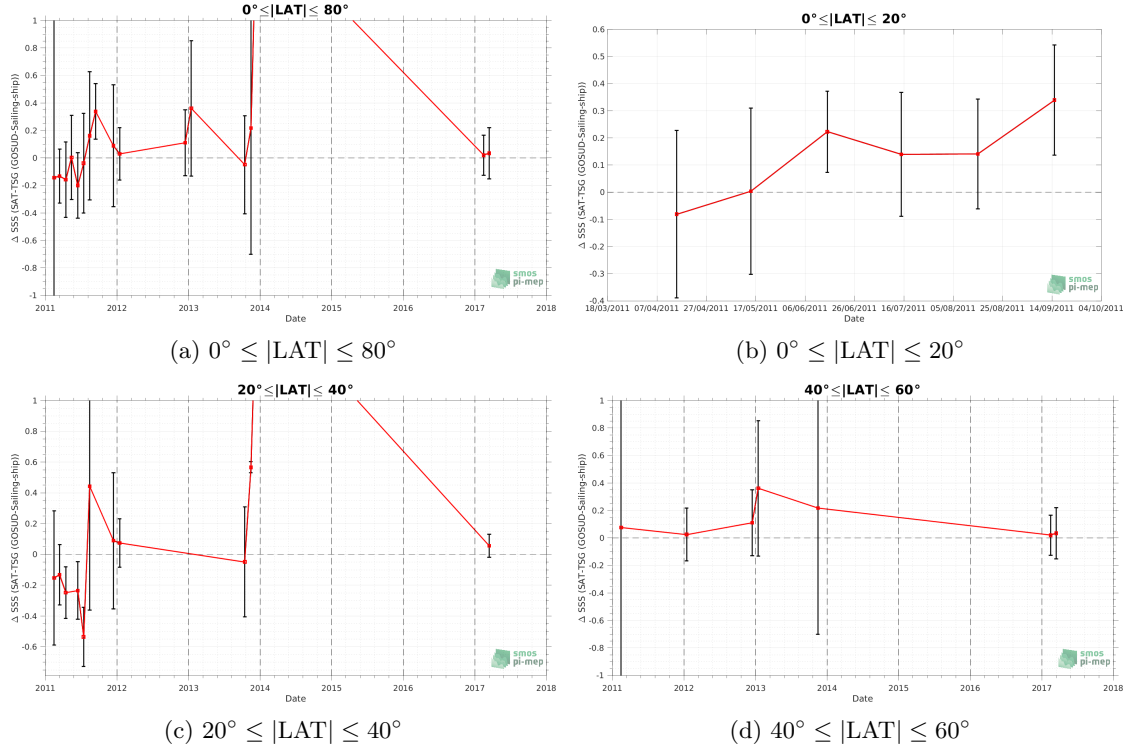 0°≤|LAT|≤ 80°
Δ SSS (SAT-TSG (GOSUD-Sailing-ship))
1
0.8
0.6
0.4
0.2
0
-0.2
-0.4
-0.6
-0.8
-1
2011 2012 2013 2014 2015 2016 2017 2018
Date
smos
pi-mep
(a) 0° ≤ |LAT| ≤ 80°
0°≤|LAT|≤ 20°
Δ SSS (SAT-TSG (GOSUD-Sailing-ship))
0.6
0.5
0.4
0.3
0.2
0.1
0
-0.1
-0.2
-0.3
-0.4
18/03/2011 07/04/2011 27/04/2011 17/05/2011 06/06/2011 26/06/2011 16/07/2011 05/08/2011 25/08/2011 14/09/2011 04/10/2011
Date
smos
pi-mep
(b) 0° ≤ |LAT| ≤ 20°
20°≤|LAT|≤ 40°
Δ SSS (SAT-TSG (GOSUD-Sailing-ship))
1
0.8
0.6
0.4
0.2
0
-0.2
-0.4
-0.6
2011 2012 2013 2014 2015 2016 2017 2018
Date
smos
pi-mep
(c) 20° ≤ |LAT| ≤ 40°
40°≤|LAT|≤ 60°
Δ SSS (SAT-TSG (GOSUD-Sailing-ship))
1
0.8
0.6
0.4
0.2
0
-0.2
-0.4
-0.6
-0.8
-1
2011 2012 2013 2014 2015 2016 2017 2018
Date
smos
pi-mep
(d) 40° ≤ |LAT| ≤ 60°